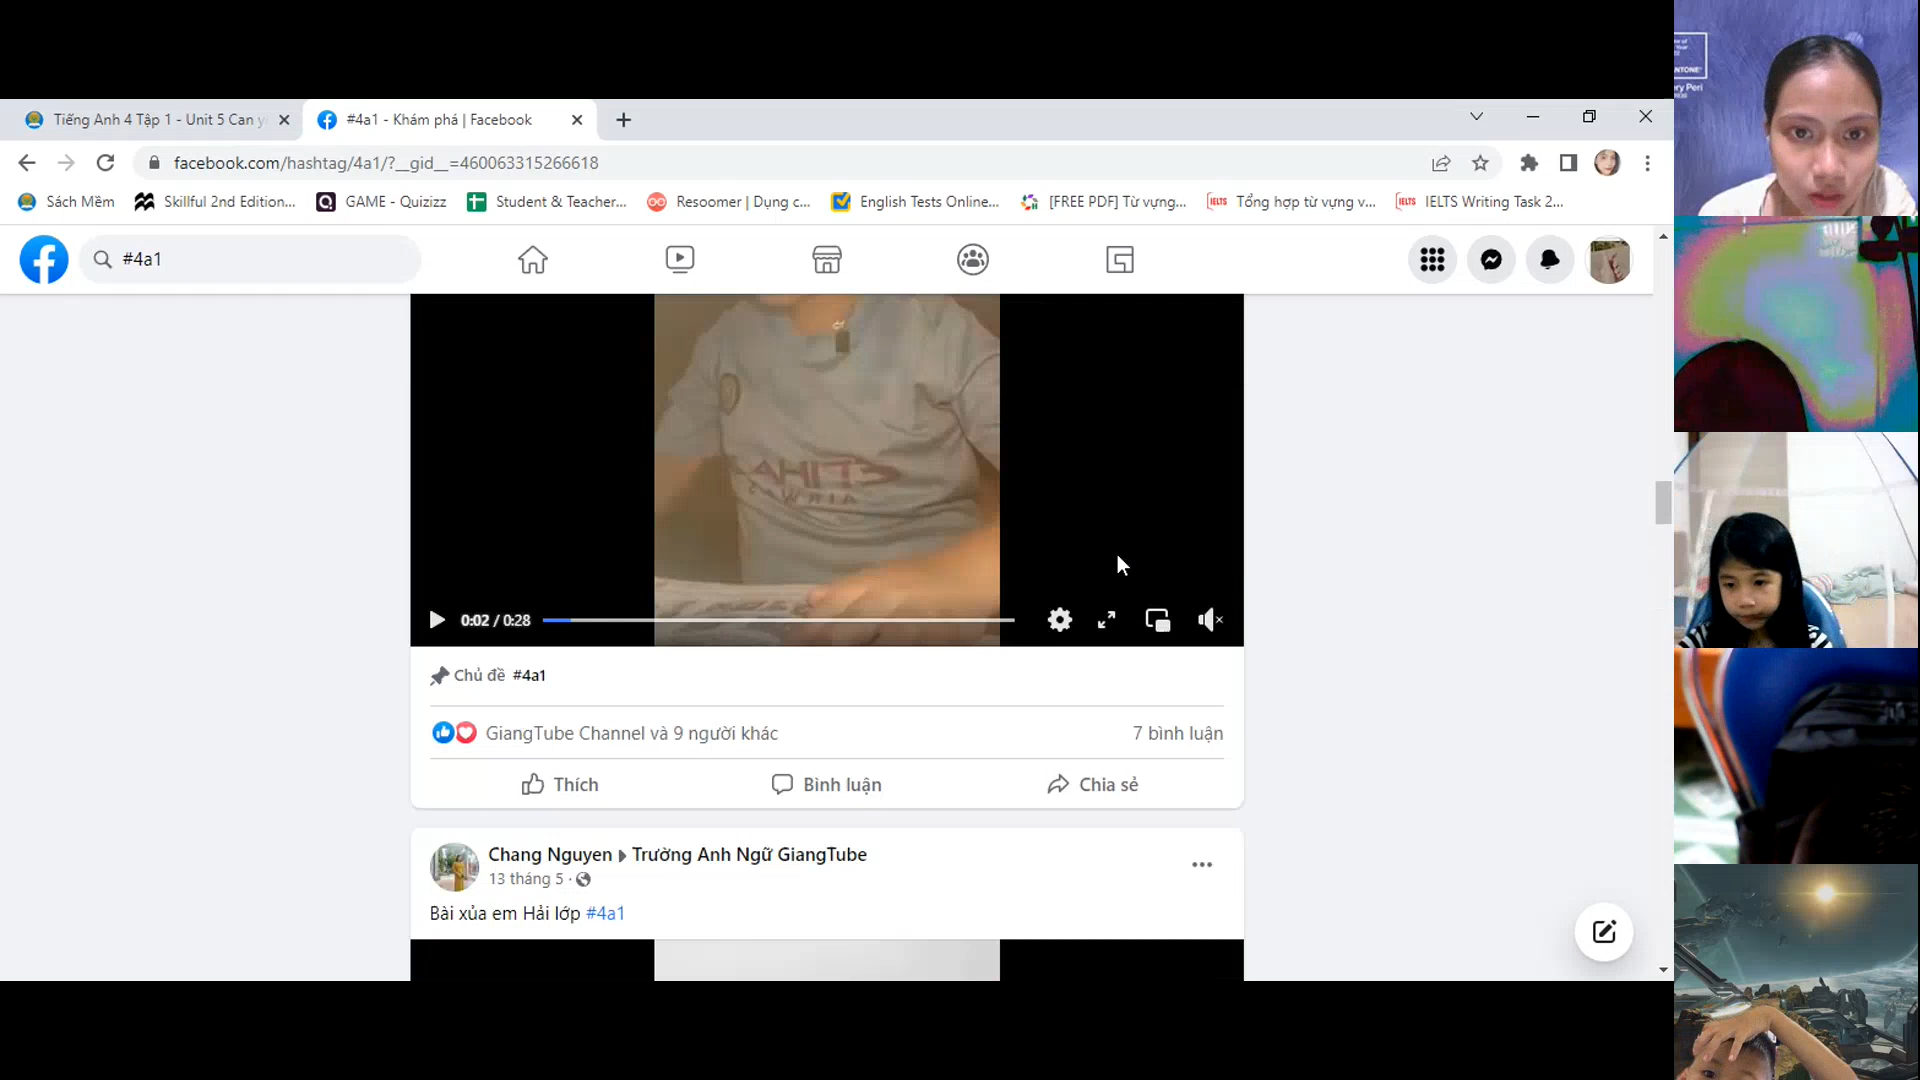 Tiếng Anh 4 Tập 1 - Unit 5 Can y
#4a1 - Khám phá | Facebook
facebook.com/hashtag/4a1/?__gid__=460063315266618
Sách Mềm
Skillful 2nd Edition...
GAME - Quizizz
Student & Teacher...
Resoomer | Dụng c...
English Tests Online...
[FREE PDF] Từ vựng...
IELTS
Tổng hợp từ vựng v...
IELTS
IELTS Writing Task 2...
#4a1
0:02 / 0:28
Chủ đề #4a1
GiangTube Channel và 9 người khác
7 bình luận
Thích
Bình luận
Chia sẻ
Chang Nguyen
Trường Anh Ngữ GiangTube
13 tháng 5
Bài xủa em Hải lớp #4a1